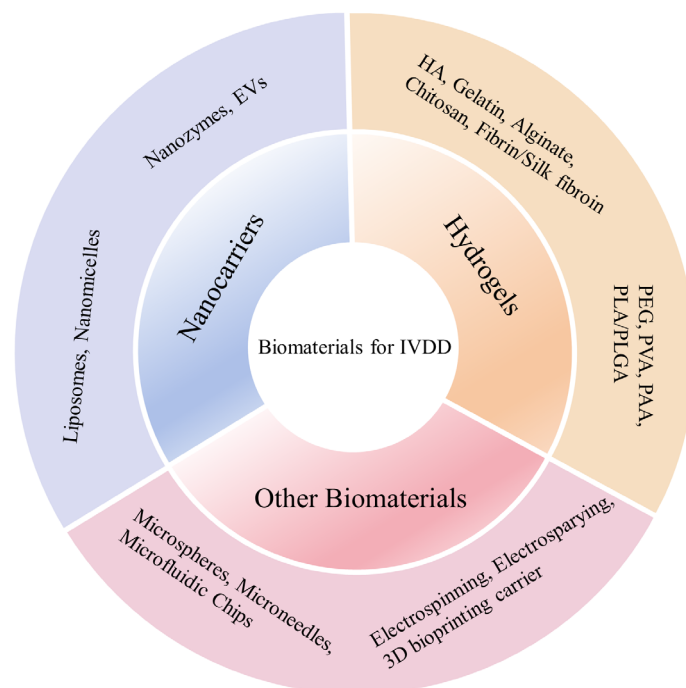 Biomaterials for IVDD
Nanocarriers
Nanozymes, EVs
Liposomes, Nanomicelles
Hydrogels
HA, Gelatin, Alginate,
Chitosan, Fibrin/Silk fibroin
PEG, PVA, PAA,
PLA/PLGA
Other Biomaterials
Microspheres, Microneedles,
Microfluidic Chips
Electrospinning, Electrosparying,
3D bioprinting carrier